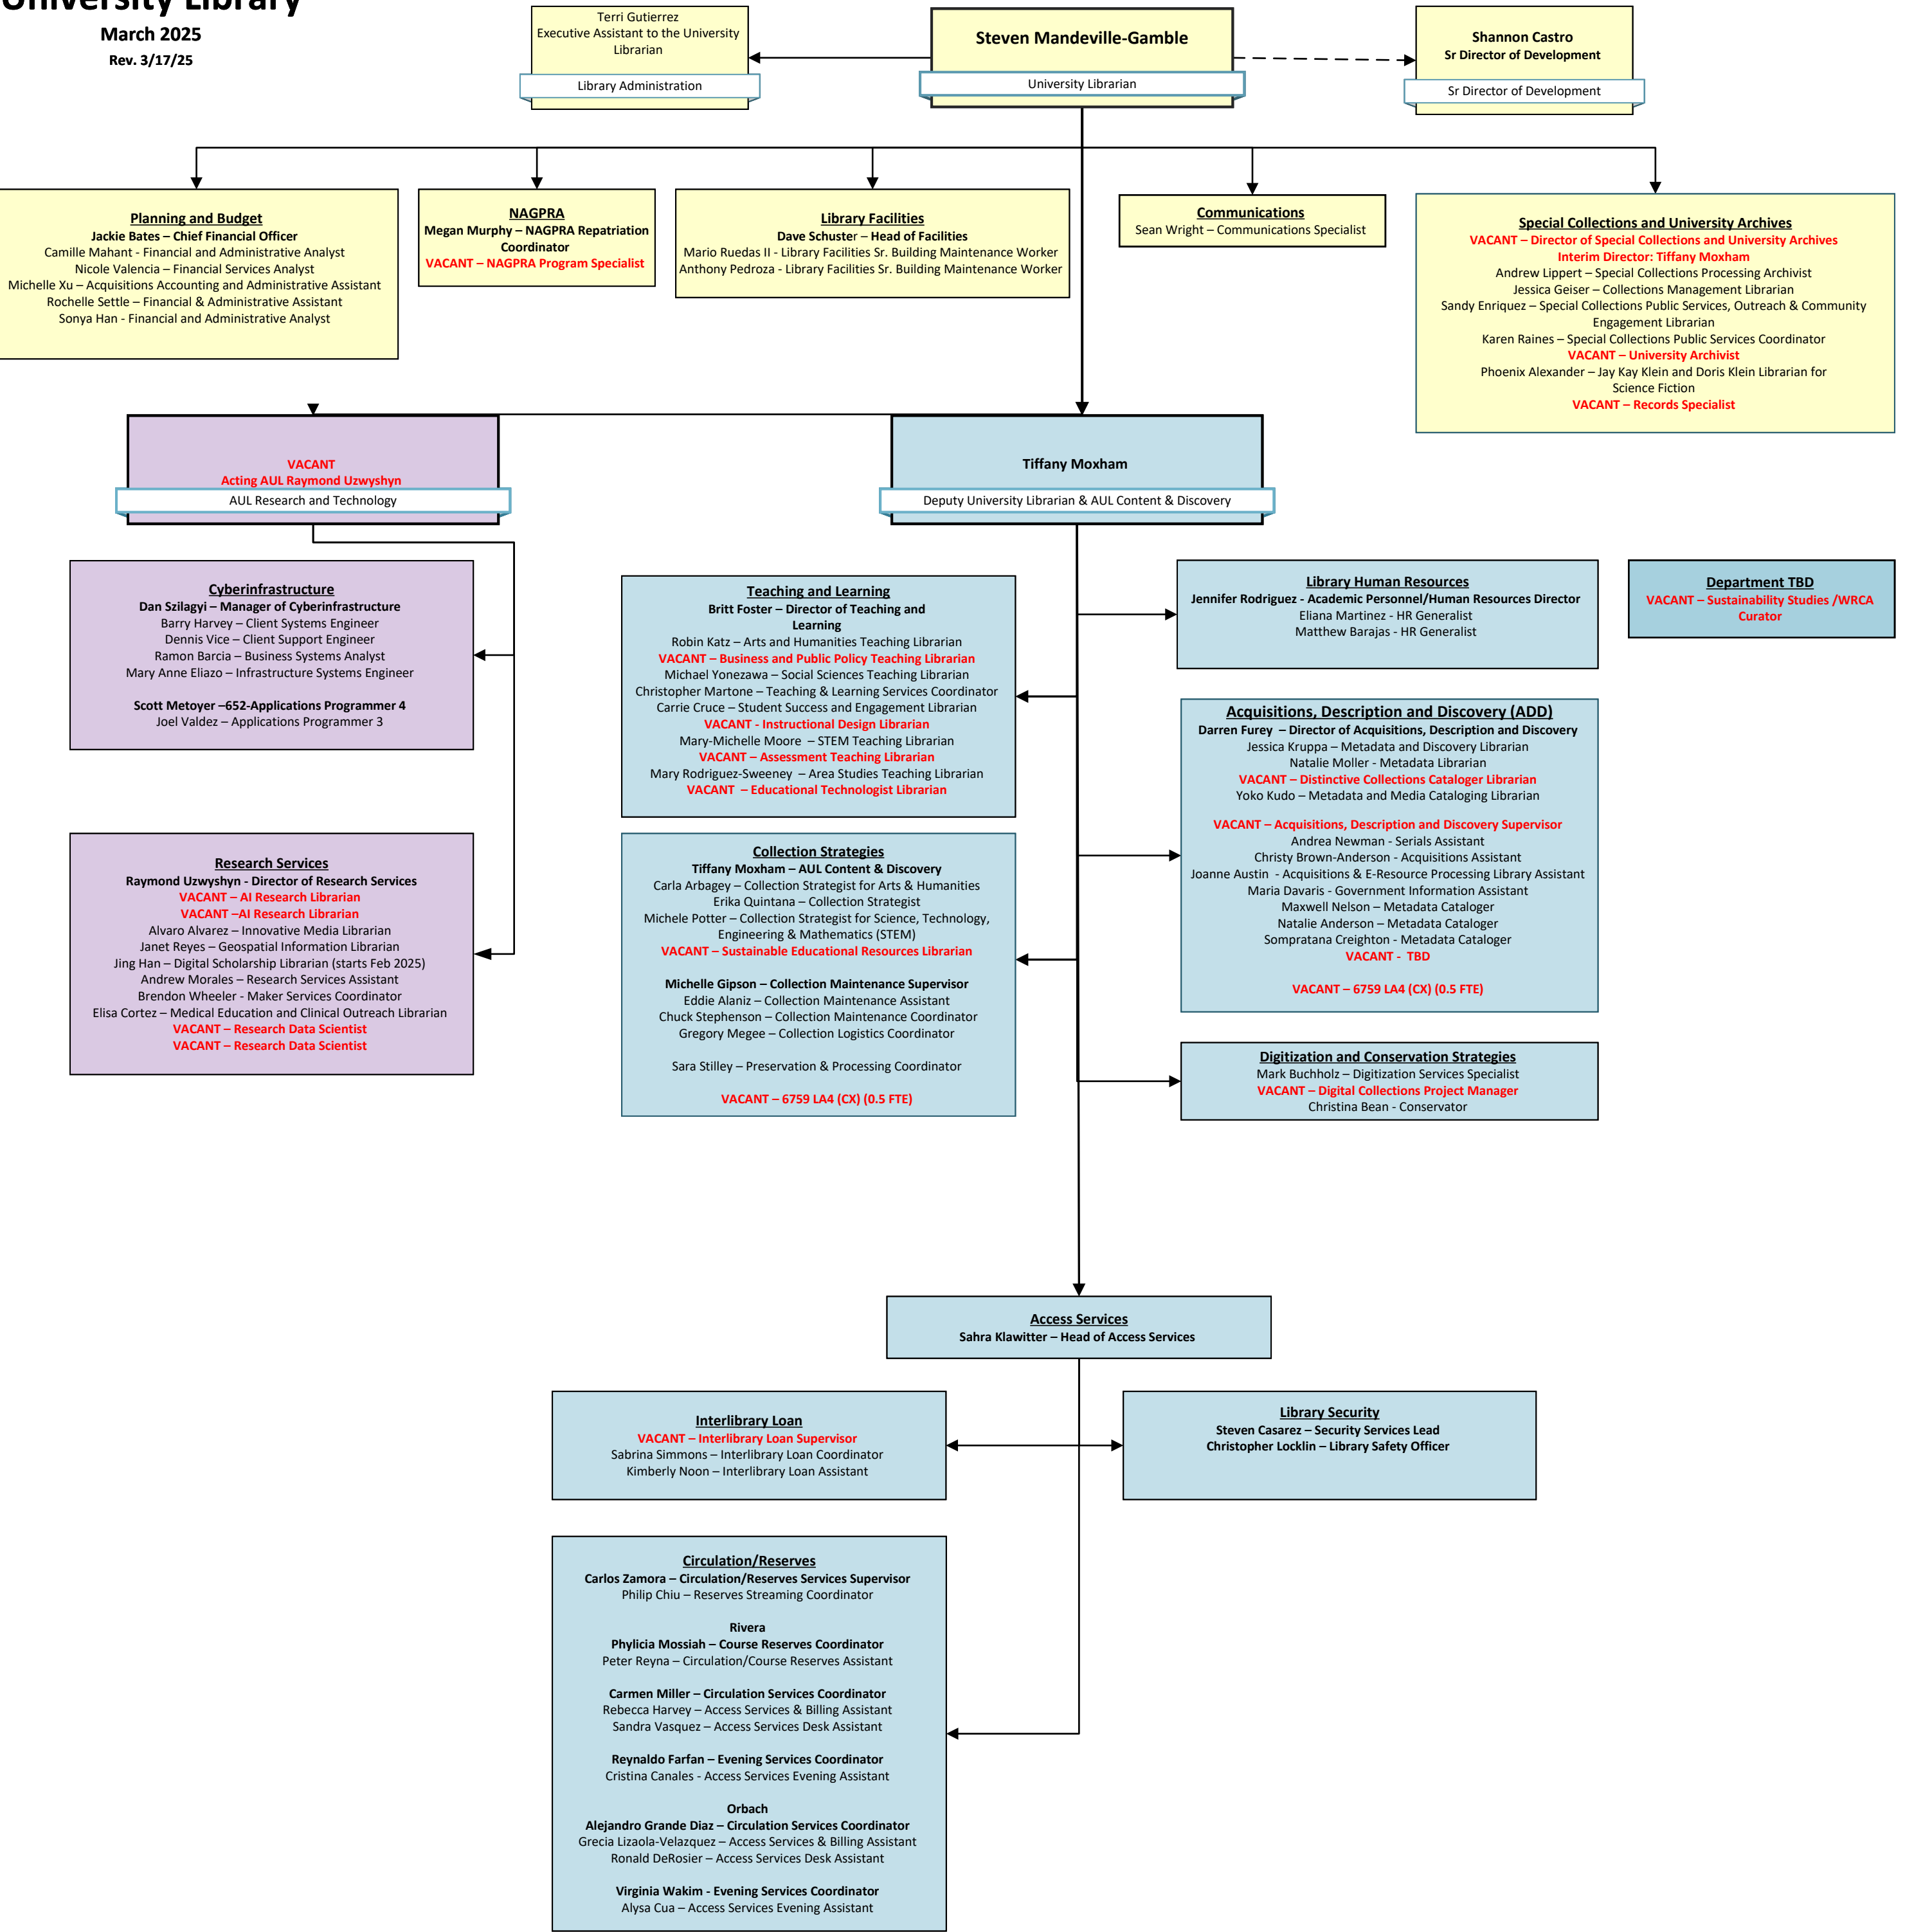 University Library
March 2025
Rev. 3/17/25
Terri Gutierrez
Executive Assistant to the University
Librarian
Library Administration
Steven Mandeville-Gamble
University Librarian
Shannon Castro
Sr Director of Development
Sr Director of Development
Planning and Budget
Jackie Bates – Chief Financial Officer
Camille Mahant - Financial and Administrative Analyst
Nicole Valencia – Financial Services Analyst
Michelle Xu – Acquisitions Accounting and Administrative Assistant
Rochelle Settle – Financial & Administrative Assistant
Sonya Han - Financial and Administrative Analyst
NAGPRA
Megan Murphy – NAGPRA Repatriation
Coordinator
VACANT – NAGPRA Program Specialist
Library Facilities
Dave Schuster – Head of Facilities
Mario Ruedas II - Library Facilities Sr. Building Maintenance Worker
Anthony Pedroza - Library Facilities Sr. Building Maintenance Worker
Communications
Sean Wright – Communications Specialist
Special Collections and University Archives
VACANT – Director of Special Collections and University Archives
Interim Director: Tiffany Moxham
Andrew Lippert – Special Collections Processing Archivist
Jessica Geiser – Collections Management Librarian
Sandy Enriquez – Special Collections Public Services, Outreach & Community
Engagement Librarian
Karen Raines – Special Collections Public Services Coordinator
VACANT – University Archivist
Phoenix Alexander – Jay Kay Klein and Doris Klein Librarian for
Science Fiction
VACANT – Records Specialist
VACANT
Acting AUL Raymond Uzwyshyn
AUL Research and Technology
Tiffany Moxham
Deputy University Librarian & AUL Content & Discovery
Cyberinfrastructure
Dan Szilagyi – Manager of Cyberinfrastructure
Barry Harvey – Client Systems Engineer
Dennis Vice – Client Support Engineer
Ramon Barcia – Business Systems Analyst
Mary Anne Eliazo – Infrastructure Systems Engineer
Scott Metoyer –652-Applications Programmer 4
Joel Valdez – Applications Programmer 3
Research Services
Raymond Uzwyshyn - Director of Research Services
VACANT – AI Research Librarian
VACANT –AI Research Librarian
Alvaro Alvarez – Innovative Media Librarian
Janet Reyes – Geospatial Information Librarian
Jing Han – Digital Scholarship Librarian (starts Feb 2025)
Andrew Morales – Research Services Assistant
Brendon Wheeler - Maker Services Coordinator
Elisa Cortez – Medical Education and Clinical Outreach Librarian
VACANT – Research Data Scientist
VACANT – Research Data Scientist
Teaching and Learning
Britt Foster – Director of Teaching and
Learning
Robin Katz – Arts and Humanities Teaching Librarian
VACANT – Business and Public Policy Teaching Librarian
Michael Yonezawa – Social Sciences Teaching Librarian
Christopher Martone – Teaching & Learning Services Coordinator
Carrie Cruce – Student Success and Engagement Librarian
VACANT - Instructional Design Librarian
Mary-Michelle Moore – STEM Teaching Librarian
VACANT – Assessment Teaching Librarian
Mary Rodriguez-Sweeney – Area Studies Teaching Librarian
VACANT – Educational Technologist Librarian
Collection Strategies
Tiffany Moxham – AUL Content & Discovery
Carla Arbagey – Collection Strategist for Arts & Humanities
Erika Quintana – Collection Strategist
Michele Potter – Collection Strategist for Science, Technology,
Engineering & Mathematics (STEM)
VACANT – Sustainable Educational Resources Librarian
Michelle Gipson – Collection Maintenance Supervisor
Eddie Alaniz – Collection Maintenance Assistant
Chuck Stephenson – Collection Maintenance Coordinator
Gregory Megee – Collection Logistics Coordinator
Sara Stilley – Preservation & Processing Coordinator
VACANT – 6759 LA4 (CX) (0.5 FTE)
Library Human Resources
Jennifer Rodriguez - Academic Personnel/Human Resources Director
Eliana Martinez - HR Generalist
Matthew Barajas - HR Generalist
Department TBD
VACANT – Sustainability Studies /WRCA
Curator
Acquisitions, Description and Discovery (ADD)
Darren Furey – Director of Acquisitions, Description and Discovery
Jessica Kruppa – Metadata and Discovery Librarian
Natalie Moller - Metadata Librarian
VACANT – Distinctive Collections Cataloger Librarian
Yoko Kudo – Metadata and Media Cataloging Librarian
VACANT – Acquisitions, Description and Discovery Supervisor
Andrea Newman - Serials Assistant
Christy Brown-Anderson - Acquisitions Assistant
Joanne Austin - Acquisitions & E-Resource Processing Library Assistant
Maria Davaris - Government Information Assistant
Maxwell Nelson – Metadata Cataloger
Natalie Anderson – Metadata Cataloger
Sompratana Creighton - Metadata Cataloger
VACANT - TBD
VACANT – 6759 LA4 (CX) (0.5 FTE)
Digitization and Conservation Strategies
Mark Buchholz – Digitization Services Specialist
VACANT – Digital Collections Project Manager
Christina Bean - Conservator
Access Services
Sahra Klawitter – Head of Access Services
Interlibrary Loan
VACANT – Interlibrary Loan Supervisor
Sabrina Simmons – Interlibrary Loan Coordinator
Kimberly Noon – Interlibrary Loan Assistant
Library Security
Steven Casarez – Security Services Lead
Christopher Locklin – Library Safety Officer
Circulation/Reserves
Carlos Zamora – Circulation/Reserves Services Supervisor
Philip Chiu – Reserves Streaming Coordinator
Rivera
Phylicia Mossiah – Course Reserves Coordinator
Peter Reyna – Circulation/Course Reserves Assistant
Carmen Miller – Circulation Services Coordinator
Rebecca Harvey – Access Services & Billing Assistant
Sandra Vasquez – Access Services Desk Assistant
Reynaldo Farfan – Evening Services Coordinator
Cristina Canales - Access Services Evening Assistant
Orbach
Alejandro Grande Diaz – Circulation Services Coordinator
Grecia Lizaola-Velazquez – Access Services & Billing Assistant
Ronald DeRosier – Access Services Desk Assistant
Virginia Wakim - Evening Services Coordinator
Alysa Cua – Access Services Evening Assistant